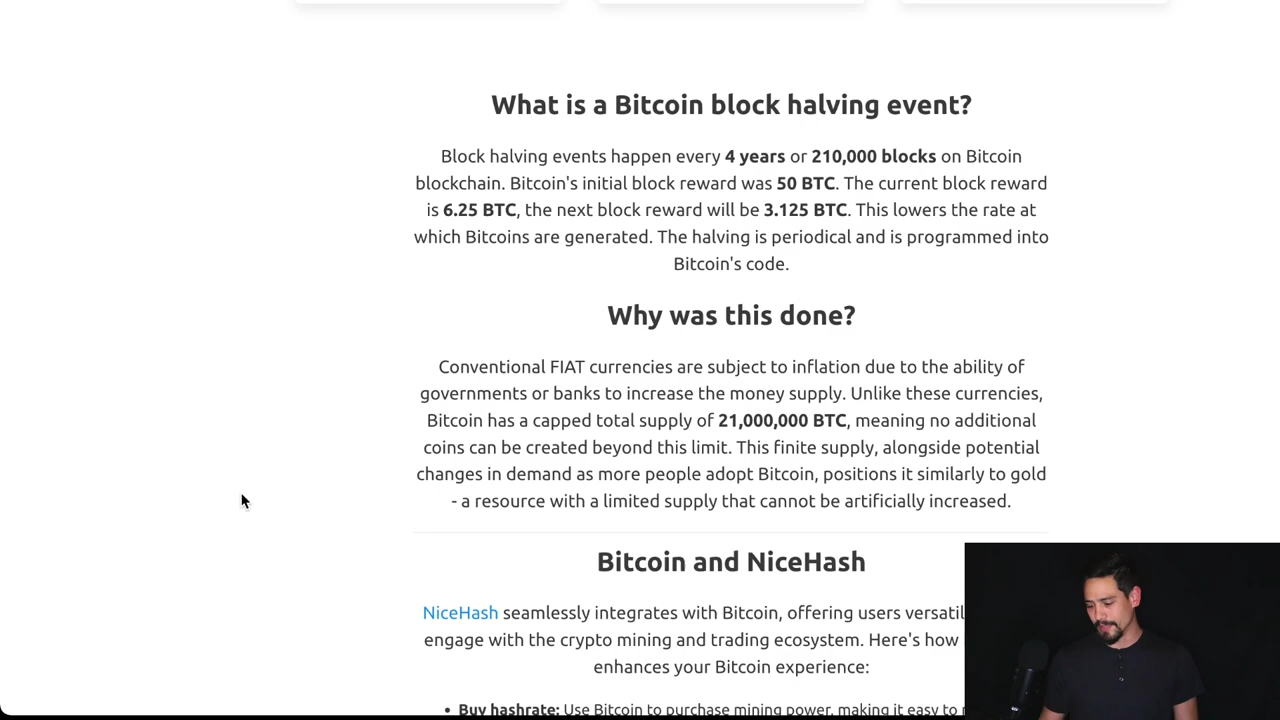 What is a Bitcoin block halving event?
Block halving events happen every 4 years or 210,000 blocks on Bitcoin
blockchain. Bitcoin's initial block reward was 50 BTC. The current block reward
is 6.25 BTC, the next block reward will be 3.125 BTC. This lowers the rate at
which Bitcoins are generated. The halving is periodical and is programmed into
Bitcoin's code.
Why was this done?
Conventional FIAT currencies are subject to inflation due to the ability of
governments or banks to increase the money supply. Unlike these currencies,
Bitcoin has a capped total supply of 21,000,000 BTC, meaning no additional
coins can be created beyond this limit. This finite supply, alongside potential
changes in demand as more people adopt Bitcoin, positions it similarly to gold
- a resource with a limited supply that cannot be artificially increased.
Bitcoin and NiceHash
NiceHash seamlessly integrates with Bitcoin, offering users
engage with the crypto mining and trading ecosystem. Here's how
enhances your Bitcoin experience:
• Buy hashrate: Use Bitcoin to purchase mining power, making it easy to